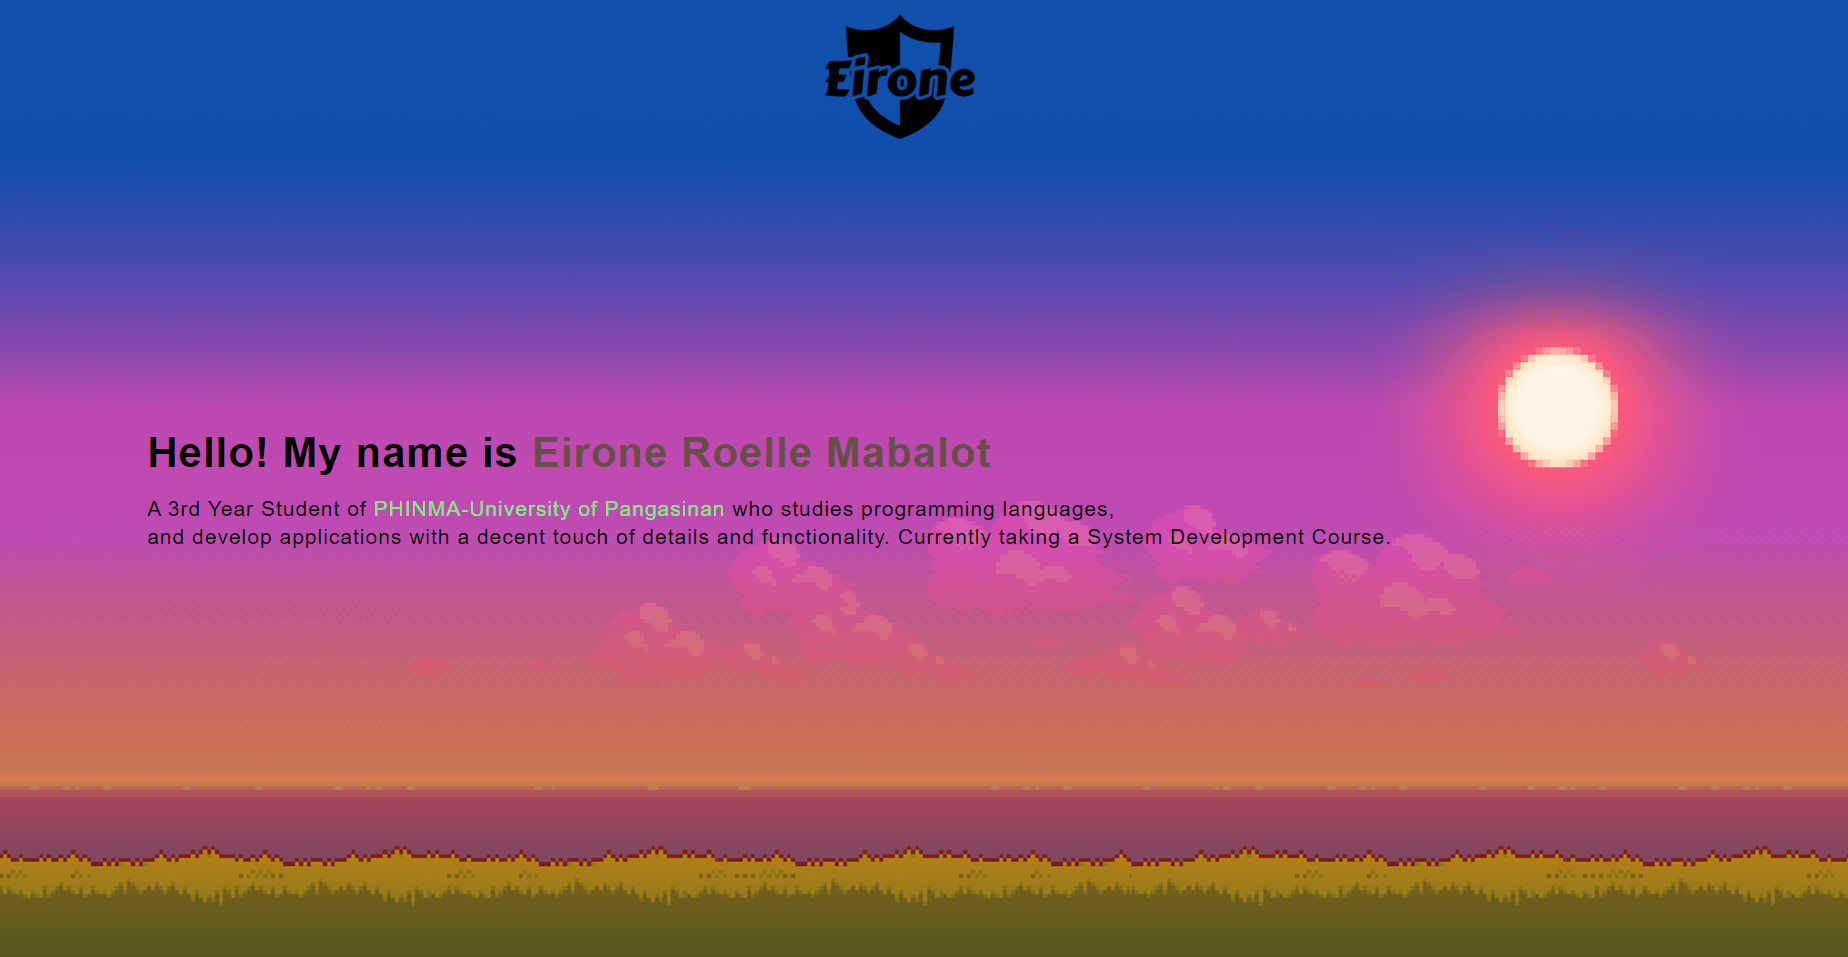 Eirone
Hello! My name is Eirone Roelle Mabalot
A 3rd Year Student of PHINMA-University of Pangasinan who studies programming languages,
and develop applications with a decent touch of details and functionality. Currently taking a System Development Course.